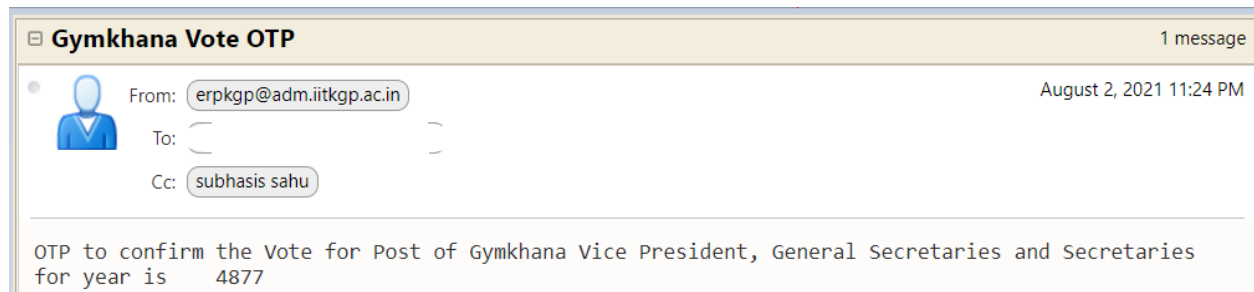 Gymkhana Vote OTP 1 message
From: erpkgp@adm.iitkgp.ac.in August 2, 2021 11:24 PM
To:
Cc: subhasis sahu
OTP to confirm the Vote for Post of Gymkhana Vice President, General Secretaries and Secretaries
for year is    4877